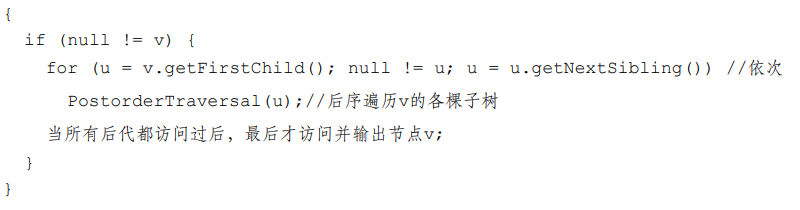 {
if (null != v) {
for (u = v.getFirstChild(); null != u; u = u.getNextSibling()) //依次
PostorderTraversal(u);//后序遍历v的各棵子树
当所有后代都访问过后，最后才访问并输出节点v;
}
}